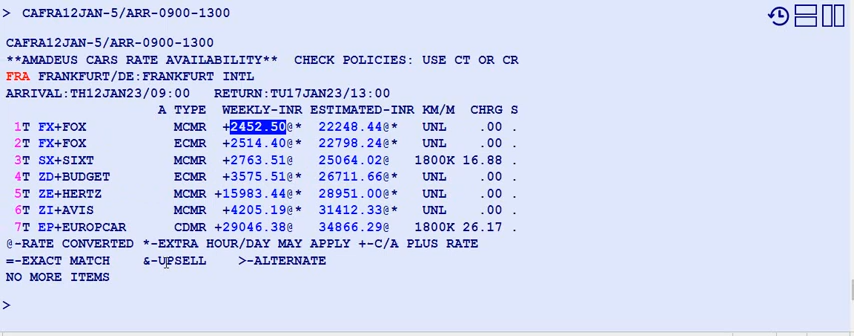 > CAFRA12JAN-5/ARR-0900-1300
CAFRA12JAN-5/ARR-0900-1300
**AMADEUS CARS RATE AVAILABILITY** CHECK POLICIES: USE CT OR CR
FRA FRANKFURT/DE:FRANKFURT INTL
ARRIVAL:TH12JAN23/09:00 RETURN:TU17JAN23/13:00
A TYPE WEEKLY-INR ESTIMATED-INR KM/M CHRG S
1T FX+FOX MCMR +2452.50@* 22248.44@* UNL .00 .
2T FX+FOX ECMR +2514.40@* 22798.24@* UNL .00 .
3T SX+SIXT MCMR +2763.51@ 25064.02@ 1800K 16.88 .
4T ZD+BUDGET ECMR +3575.51@ 26711.66@* UNL .00 .
5T ZE+HERTZ MCMR +15983.44@* 28951.00@* UNL .00 .
6T ZI+AVIS MCMR +4205.19@* 31412.33@* UNL .00 .
7T EP+EUROPCAR CDMR +29046.38@ 34866.29@ 1800K 26.17 .
@-RATE CONVERTED *-EXTRA HOUR/DAY MAY APPLY +-C/A PLUS RATE
=-EXACT MATCH &-UPSELL >-ALTERNATE
NO MORE ITEMS
>